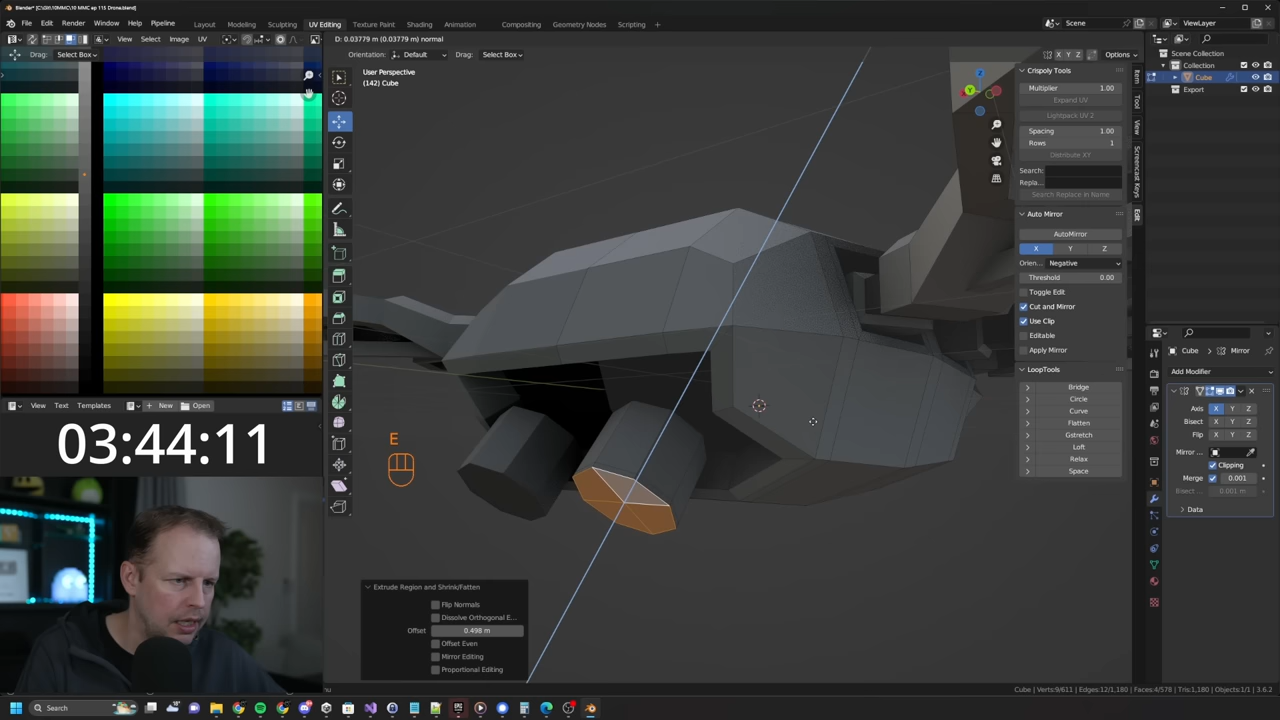 Blender* [C:\Git\10MMC\10 MMC ep 115 Drone.blend]
File Edit Render Window Help Pipeline
Layout Modeling Sculpting UV Editing Texture Paint Shading Animation Compositing Geometry Nodes Scripting +
Scene ViewLayer
View Select Image UV
D: 0.03779 m (0.03779 m) normal
Drag: Select Box
Orientation: Default Drag: Select Box
X Y Z Options
User Perspective
(142) Cube
Scene Collection
Collection
Cube
Export
Crispoly Tools
Multiplier 1.00
Expand UV
Lightpack UV 2
Spacing 1.00
Rows 1
Distribute XY
Search:
Repla...
Search Replace in Name
Auto Mirror
AutoMirror
X Y Z
Orien... Negative
Threshold 0.00
Toggle Edit
Cut and Mirror
Use Clip
Editable
Apply Mirror
LoopTools
Bridge
Circle
Curve
Flatten
Gstretch
Loft
Relax
Space
Item
Tool
View
Screencast Keys
Edit
Cube Mirror
Add Modifier
Axis X Y Z
Bisect X Y Z
Flip X Y Z
Mirror ...
Clipping
Merge 0.001
Bisect ... 0.001 m
Data
View Text Templates New Open
03:44:11
E
Extrude Region and Shrink/Fatten
Flip Normals
Dissolve Orthogonal E...
Offset 0.498 m
Offset Even
Mirror Editing
Proportional Editing
Cube | Verts:9/611 | Edges:12/1,180 | Faces:4/578 | Tris:1,180 | Objects:1/1 | 3.6.2
Search